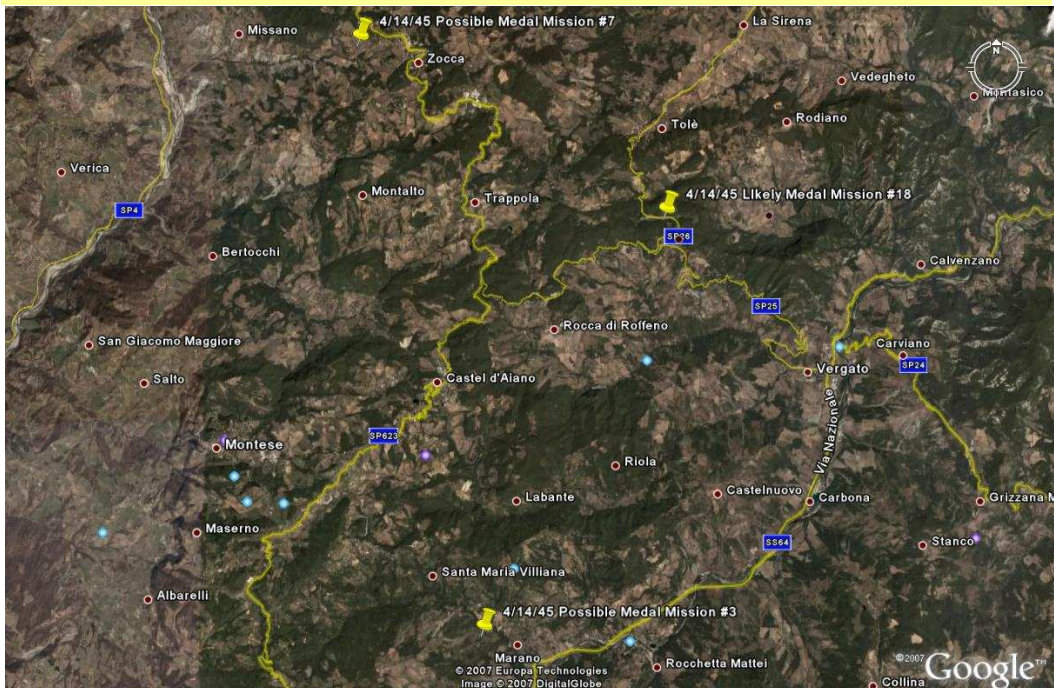 4/14/45 Possible Medal Mission #7
La Sirena
Missano
Zocca
N
Vedegheto
Montasico
Tolè
Rodiano
Verica
Montalto
Trappola
4/14/45 LIkely Medal Mission #18
SP4
SP26
Bertocchi
Calvenzano
SP25
Rocca di Roffeno
San Giacomo Maggiore
Carviano
SP24
Salto
Castel d'Aiano
Vergato
Via Nazionale
SP623
Montese
Riola
Labante
Castelnuovo
Carbona
Grizzana M
Maserno
SS64
Stanco
Santa Maria Villiana
Albarelli
4/14/45 Possible Medal Mission #3
Marano
Rocchetta Mattei
© 2007 Europa Technologies
Image © 2007 DigitalGlobe
©2007 Google™
Collina